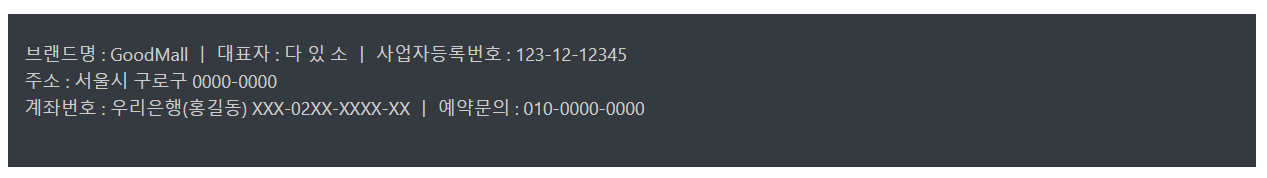 브랜드명 : GoodMall | 대표자 : 다 있 소 | 사업자등록번호 : 123-12-12345
주소 : 서울시 구로구 0000-0000
계좌번호 : 우리은행(홍길동) XXX-02XX-XXXX-XX | 예약문의 : 010-0000-0000